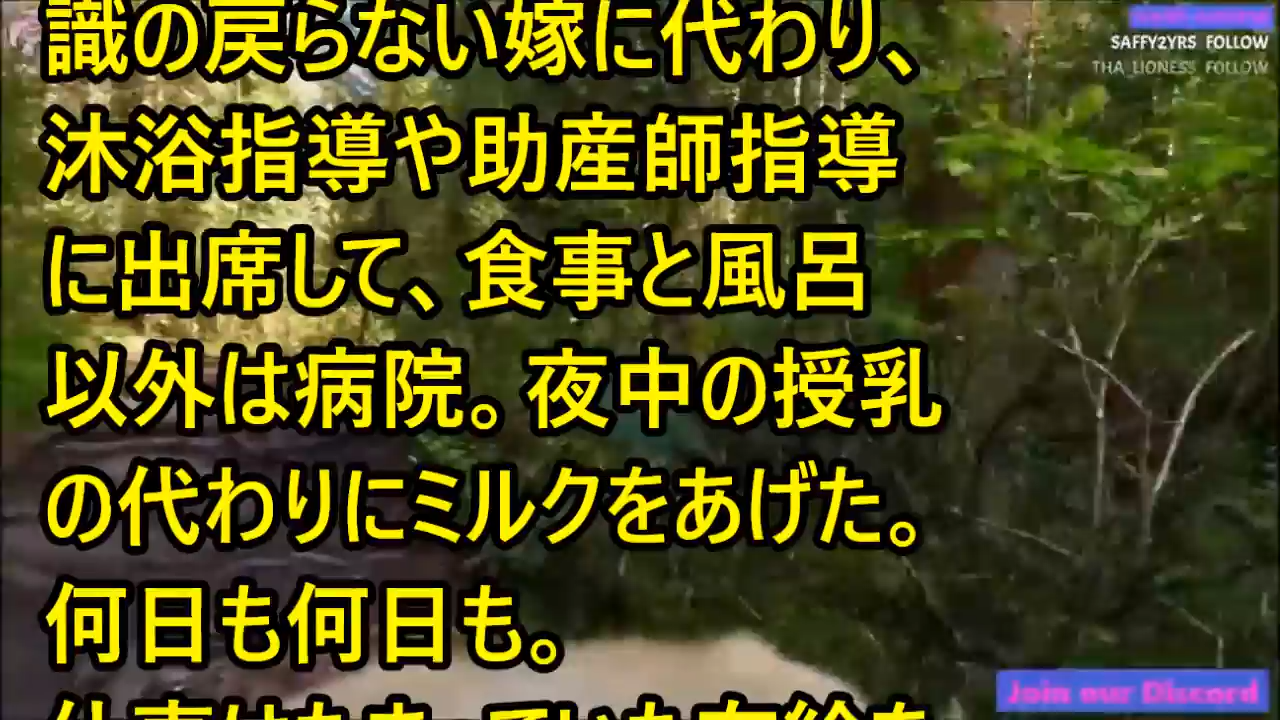 識の戻らない嫁に代わり、
沐浴指導や助産師指導
に出席して、食事と風呂
以外は病院。夜中の授乳
の代わりにミルクをあげた。
何日も何日も。
SAFFY2YRS FOLLOW
THA_LIONESS FOLLOW
Join our Discord